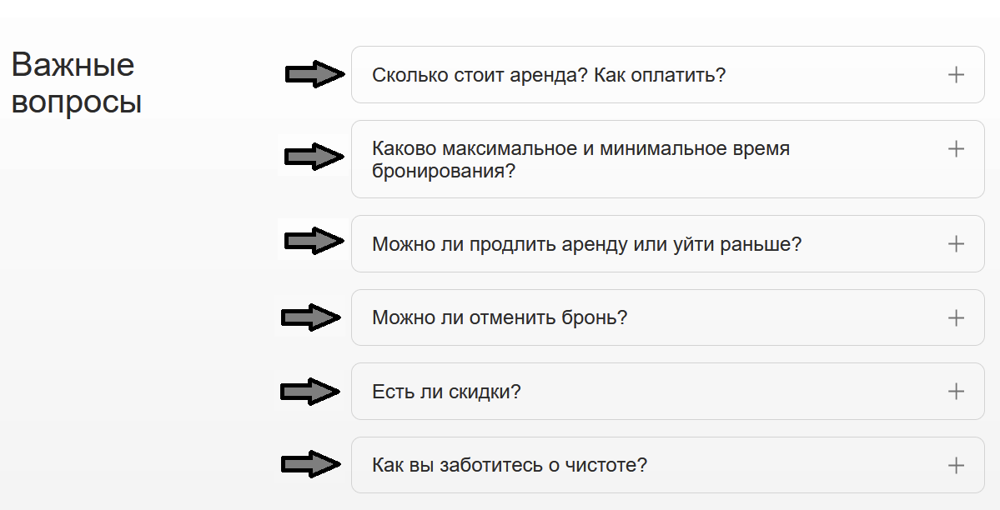 Важные
вопросы
Сколько стоит аренда? Как оплатить?
Каково максимальное и минимальное время
бронирования?
Можно ли продлить аренду или уйти раньше?
Можно ли отменить бронь?
Есть ли скидки?
Как вы заботитесь о чистоте?